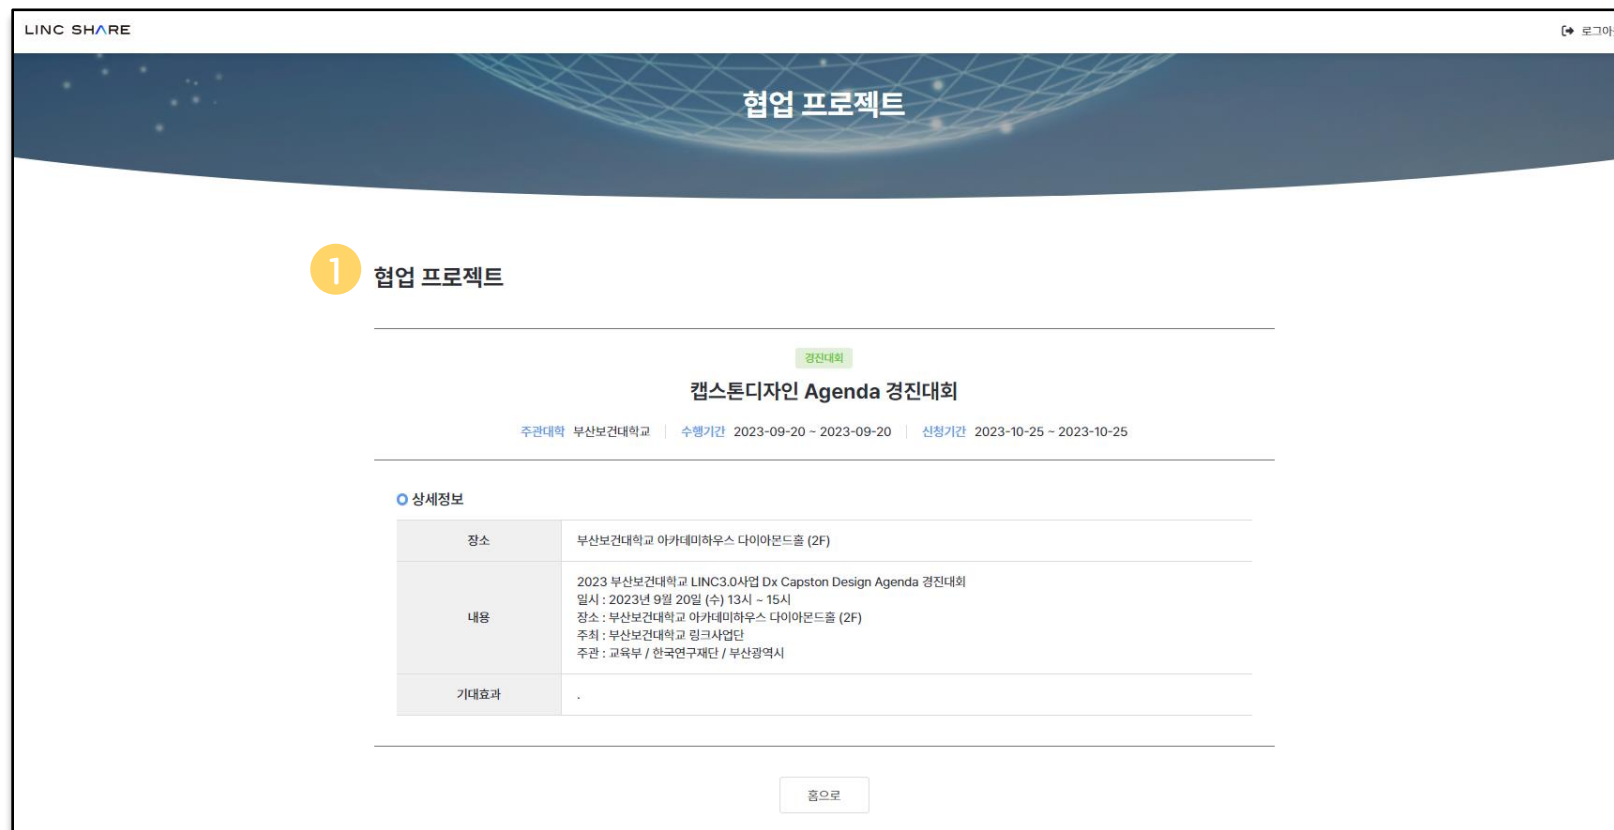 LINC SHARE
로그아
협업 프로젝트
1
협업 프로젝트
경진대회
캡스톤디자인 Agenda 경진대회
주관대학 부산보건대학교 수행기간 2023-09-20 ~ 2023-09-20 신청기간 2023-10-25 ~ 2023-10-25
상세정보
장소 부산보건대학교 아카데미하우스 다이아몬드홀 (2F)
2023 부산보건대학교 LINC3.0사업 Dx Capston Design Agenda 경진대회
일시 : 2023년 9월 20일 (수) 13시 ~ 15시
장소 : 부산보건대학교 아카데미하우스 다이아몬드홀 (2F)
내용
주최 : 부산보건대학교 링크사업단
주관 : 교육부 / 한국연구재단 / 부산광역시
기대효과 .
홈으로